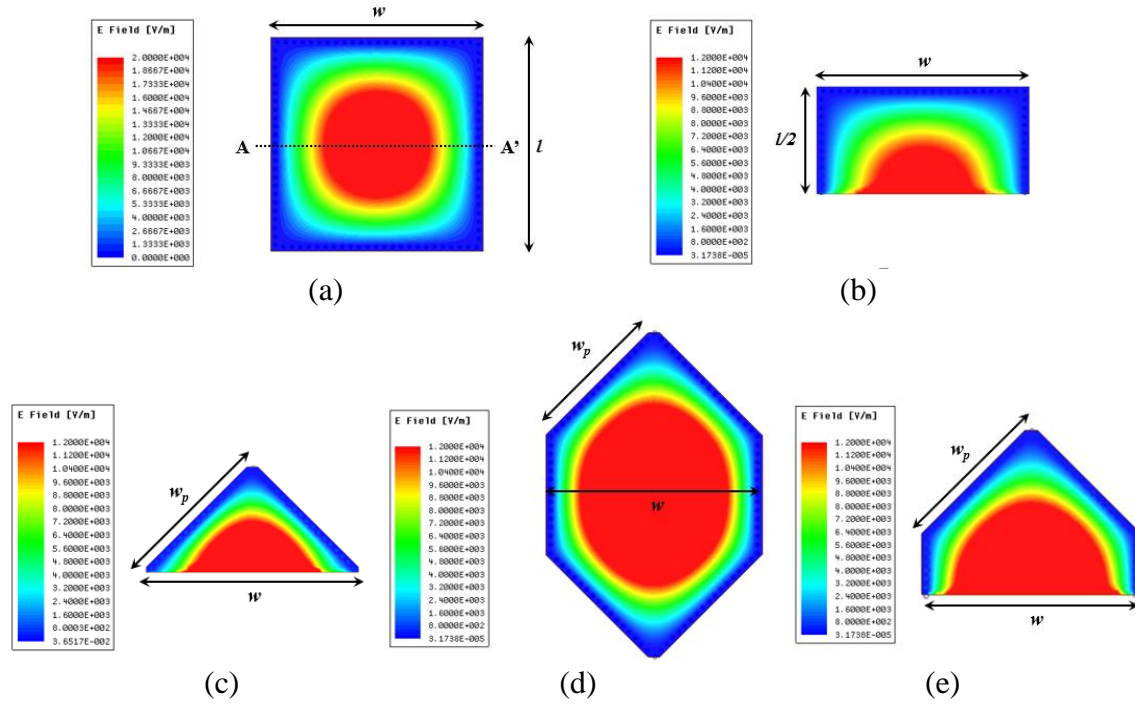 E Field [V/m]
2.0000E+004
1.8667E+004
1.7333E+004
1.6000E+004
1.4667E+004
1.3333E+004
1.2000E+004
1.0667E+004
9.3333E+003
8.0000E+003
6.6667E+003
5.3333E+003
4.0000E+003
2.6667E+003
1.3333E+003
0.0000E+000
w
A
A'
l
(a)
E Field [V/m]
1.2000E+004
1.1200E+004
1.0400E+004
9.6000E+003
8.8000E+003
8.0000E+003
7.2000E+003
6.4000E+003
5.6000E+003
4.8000E+003
4.0000E+003
3.2000E+003
2.4000E+003
1.6000E+003
8.0000E+002
3.1738E-005
w
l/2
(b)
E Field [V/m]
1.2000E+004
1.1200E+004
1.0400E+004
9.6000E+003
8.8000E+003
8.0000E+003
7.2000E+003
6.4000E+003
5.6000E+003
4.8000E+003
4.0000E+003
3.2000E+003
2.4000E+003
1.6000E+003
8.0003E+002
3.6517E-002
wp
w
(c)
E Field [V/m]
1.2000E+004
1.1200E+004
1.0400E+004
9.6000E+003
8.8000E+003
8.0000E+003
7.2000E+003
6.4000E+003
5.6000E+003
4.8000E+003
4.0000E+003
3.2000E+003
2.4000E+003
1.6000E+003
8.0000E+002
3.1738E-005
wp
w
(d)
E Field [V/m]
1.2000E+004
1.1200E+004
1.0400E+004
9.6000E+003
8.8000E+003
8.0000E+003
7.2000E+003
6.4000E+003
5.6000E+003
4.8000E+003
4.0000E+003
3.2000E+003
2.4000E+003
1.6000E+003
8.0000E+002
3.1738E-005
wp
w
(e)